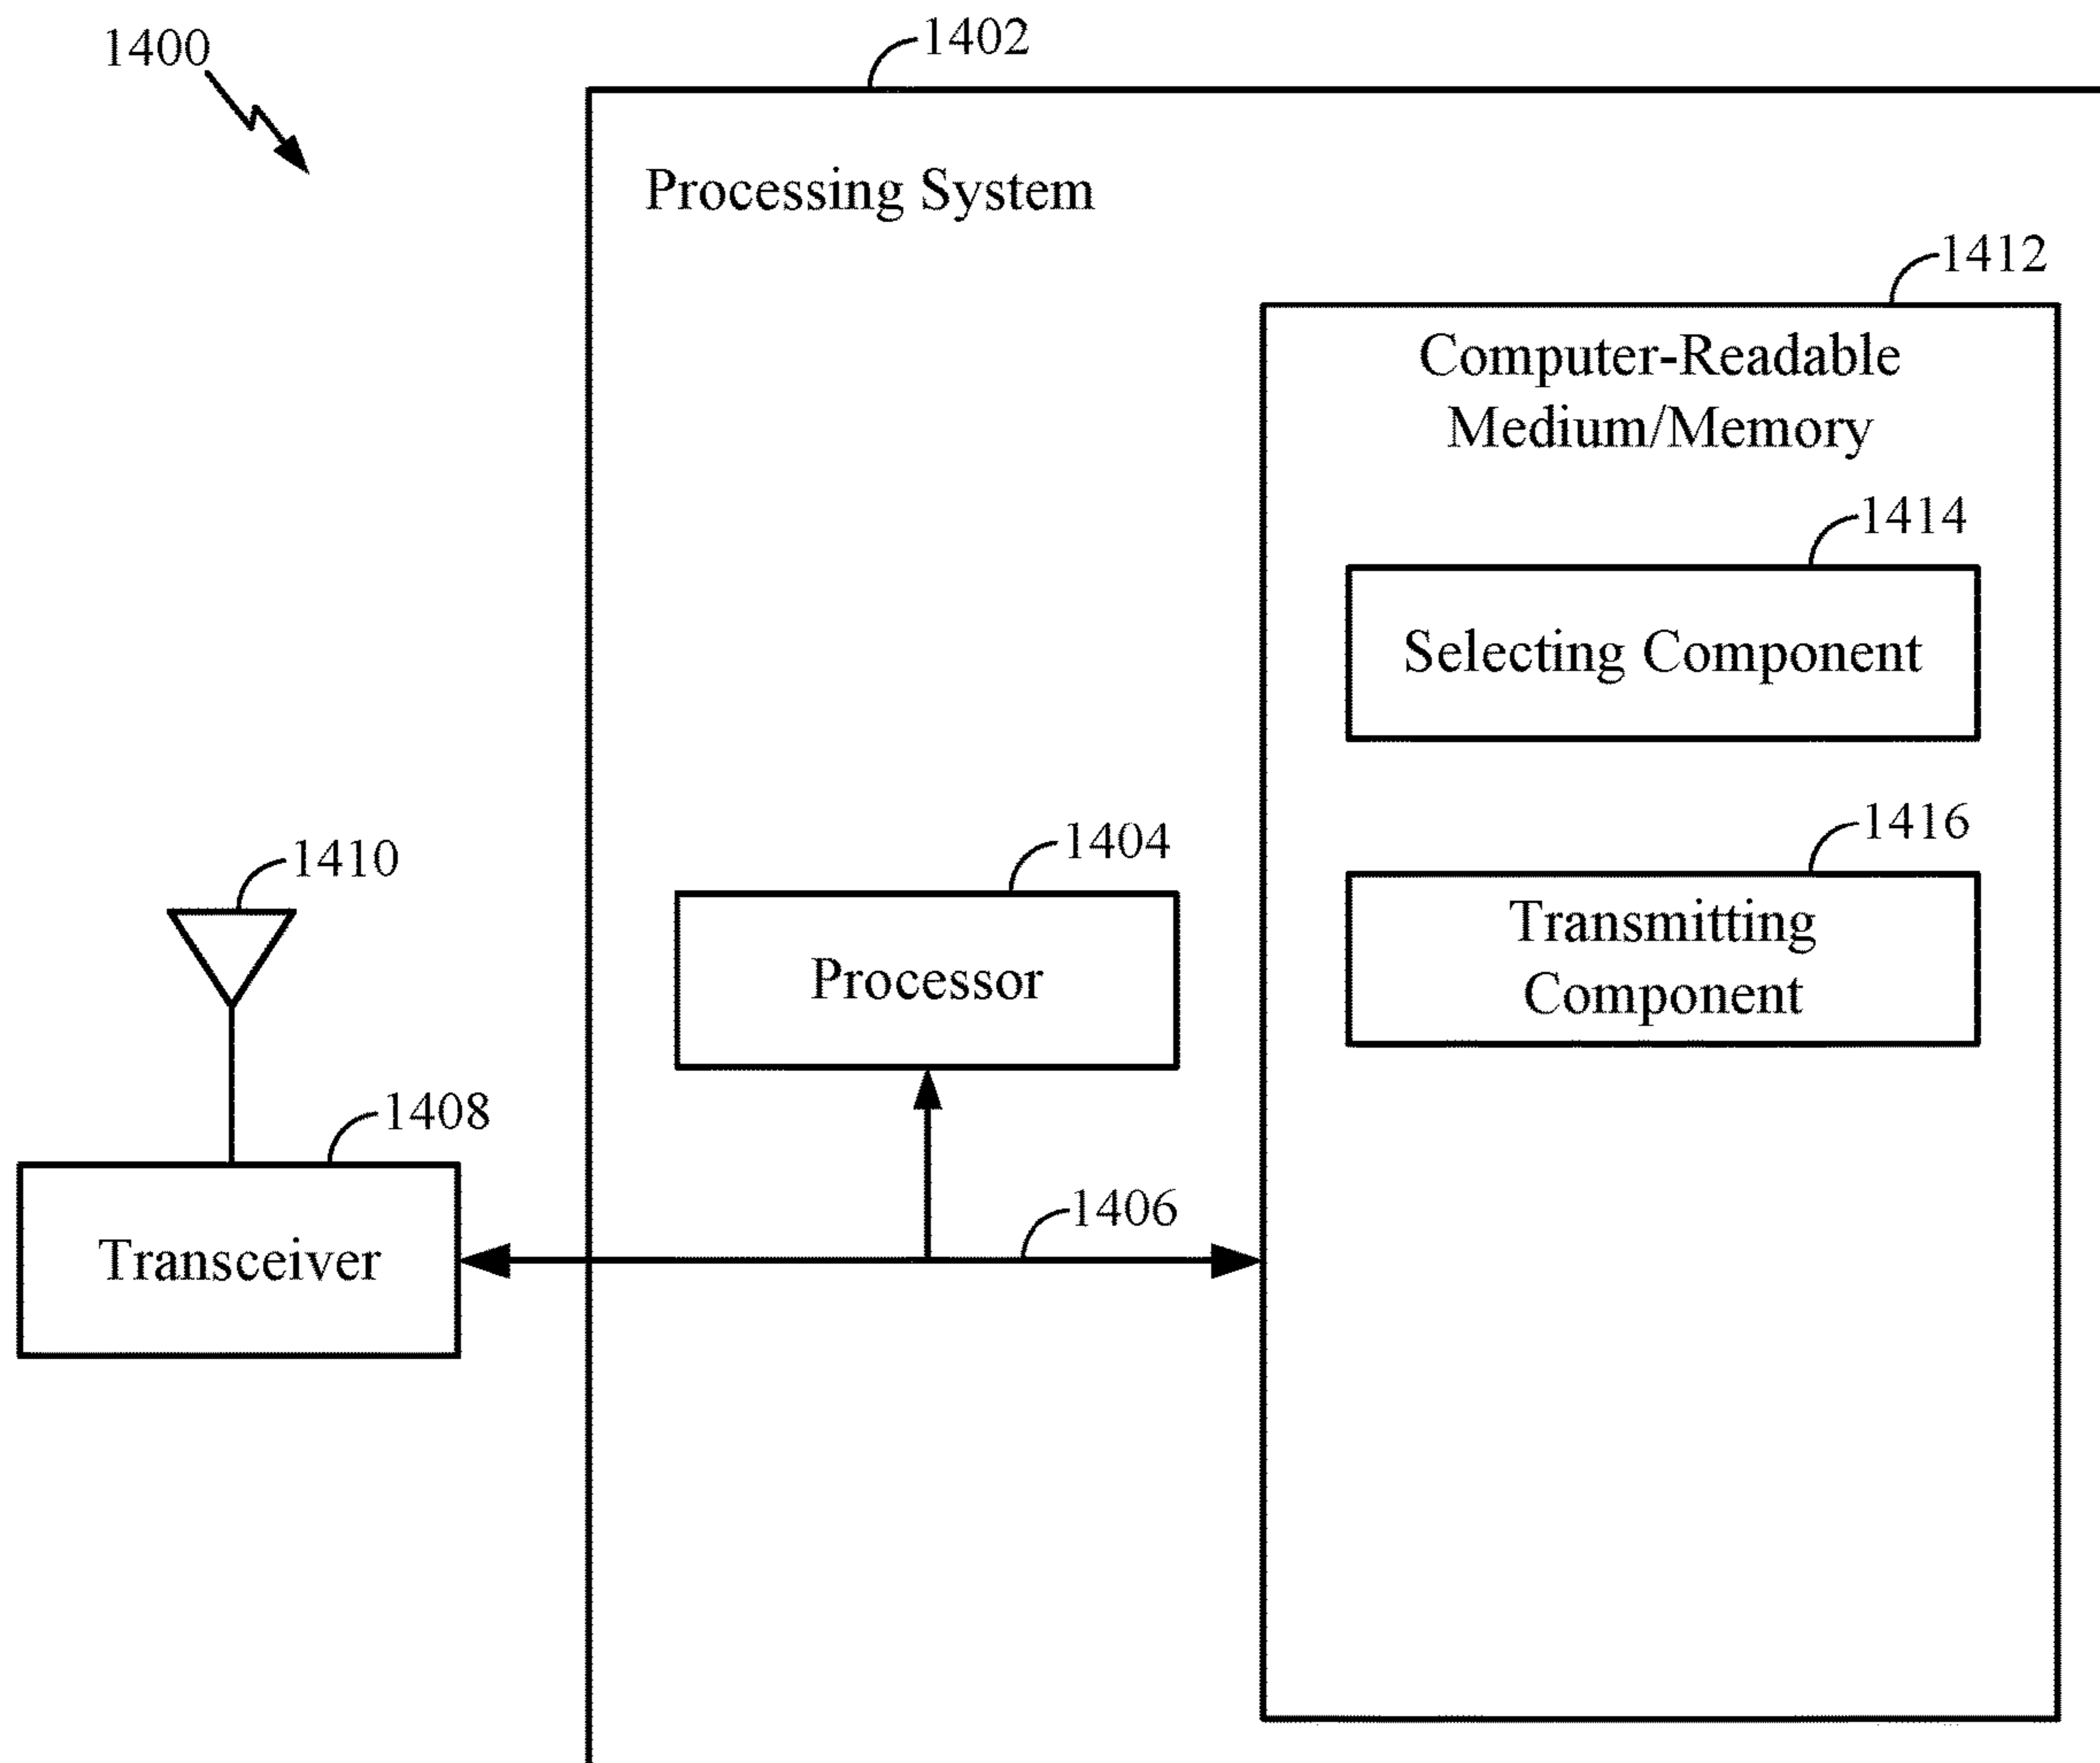 1400
1402
Processing System
1412
Computer-Readable
Medium/Memory
1414
Selecting Component
1416
Transmitting
Component
1404
Processor
1410
1408
Transceiver
1406